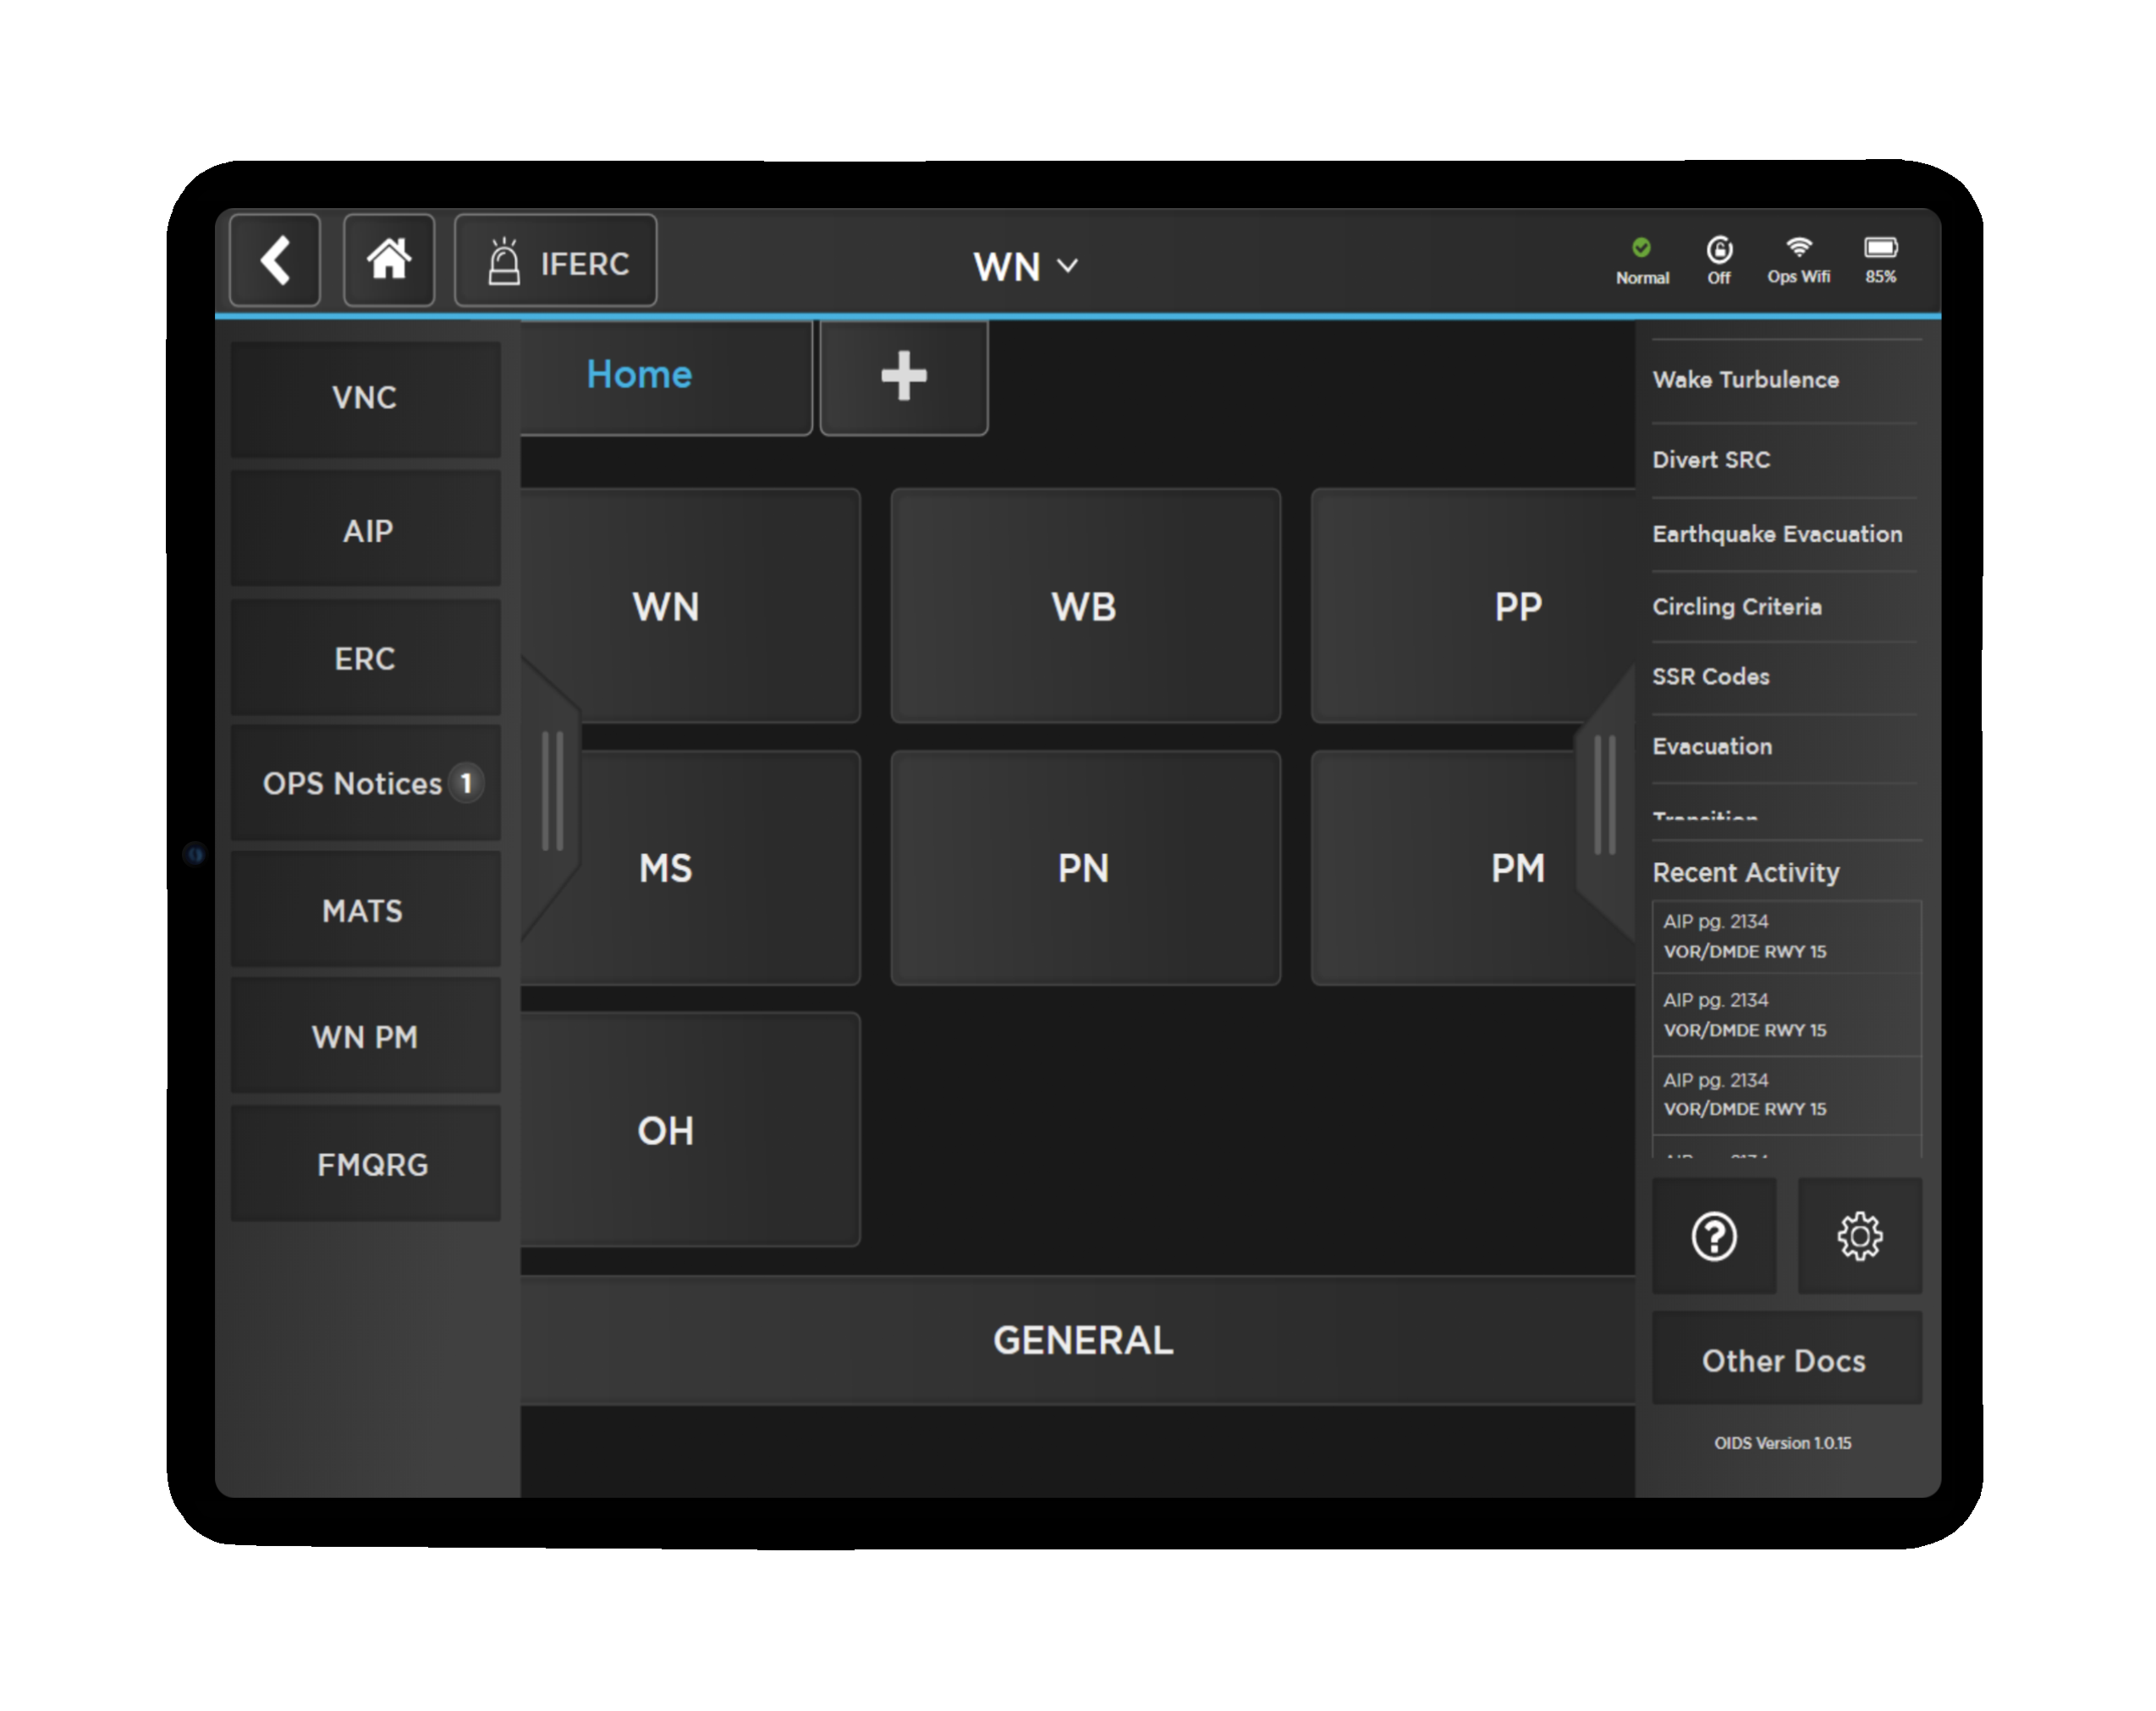 IFERC
WN
Normal
Off
Ops Wifi
85%
VNC
AIP
ERC
OPS Notices 1
MATS
WN PM
FMQRG
Home
WN
WB
PP
MS
PN
PM
OH
GENERAL
Wake Turbulence
Divert SRC
Earthquake Evacuation
Circling Criteria
SSR Codes
Evacuation
Transition
Recent Activity
AIP pg. 2134
VOR/DMDE RWY 15
AIP pg. 2134
VOR/DMDE RWY 15
AIP pg. 2134
VOR/DMDE RWY 15
Other Docs
OIDS Version 1.0.15